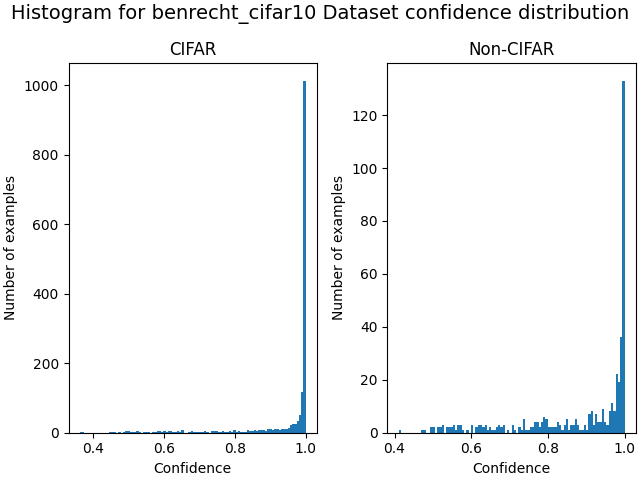 Histogram for benrecht_cifar10 Dataset confidence distribution
CIFAR
Number of examples
1000
800
600
400
200
0
0.4 0.6 0.8 1.0
Confidence
Non-CIFAR
Number of examples
120
100
80
60
40
20
0
0.4 0.6 0.8 1.0
Confidence